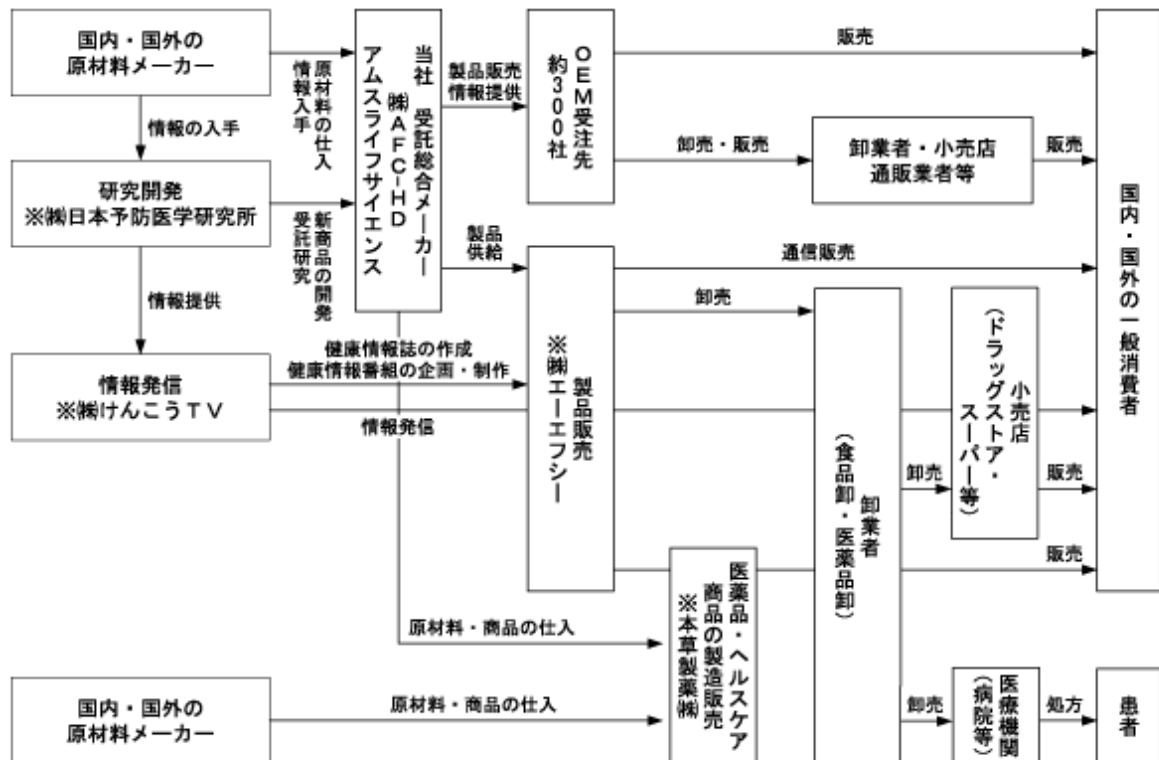 国内・国外の
原材料メーカー
情報の入手
研究開発
※㈱日本予防医学研究所
情報提供
情報発信
※㈱けんこうTV
原材料の仕入
情報入手
新商品の開発
受託研究
当社 受託総合メーカー
㈱AFC-HD
アムスライフサイエンス
製品販売
情報提供
OEM受注先
約300社
販売
卸売・販売
卸業者・小売店
通販業者等
販売
製品
供給
健康情報誌の作成
健康情報番組の企画・制作
情報発信
製品販売
※㈱エーエフシー
通信販売
卸売
卸業者
(食品卸・医薬品卸)
卸売
小売店
(ドラッグストア・
スーパー等)
販売
販売
国内・国外の一般消費者
原材料・商品の仕入
国内・国外の
原材料メーカー
原材料・商品の仕入
医薬品・ヘルスケア
商品の製造販売
※本草製薬㈱
卸売
医療機関
(病院等)
処方
患者